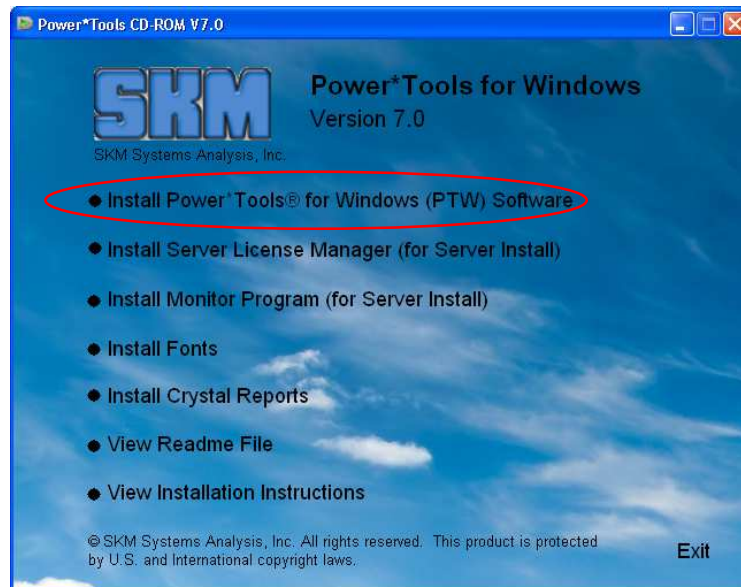 Power*Tools CD-ROM V7.0
SKM
Power*Tools for Windows
Version 7.0
SKM Systems Analysis, Inc.
Install Power*Tools® for Windows (PTW) Software
Install Server License Manager (for Server Install)
Install Monitor Program (for Server Install)
Install Fonts
Install Crystal Reports
View Readme File
View Installation Instructions
© SKM Systems Analysis, Inc. All rights reserved. This product is protected
by U.S. and International copyright laws.
Exit